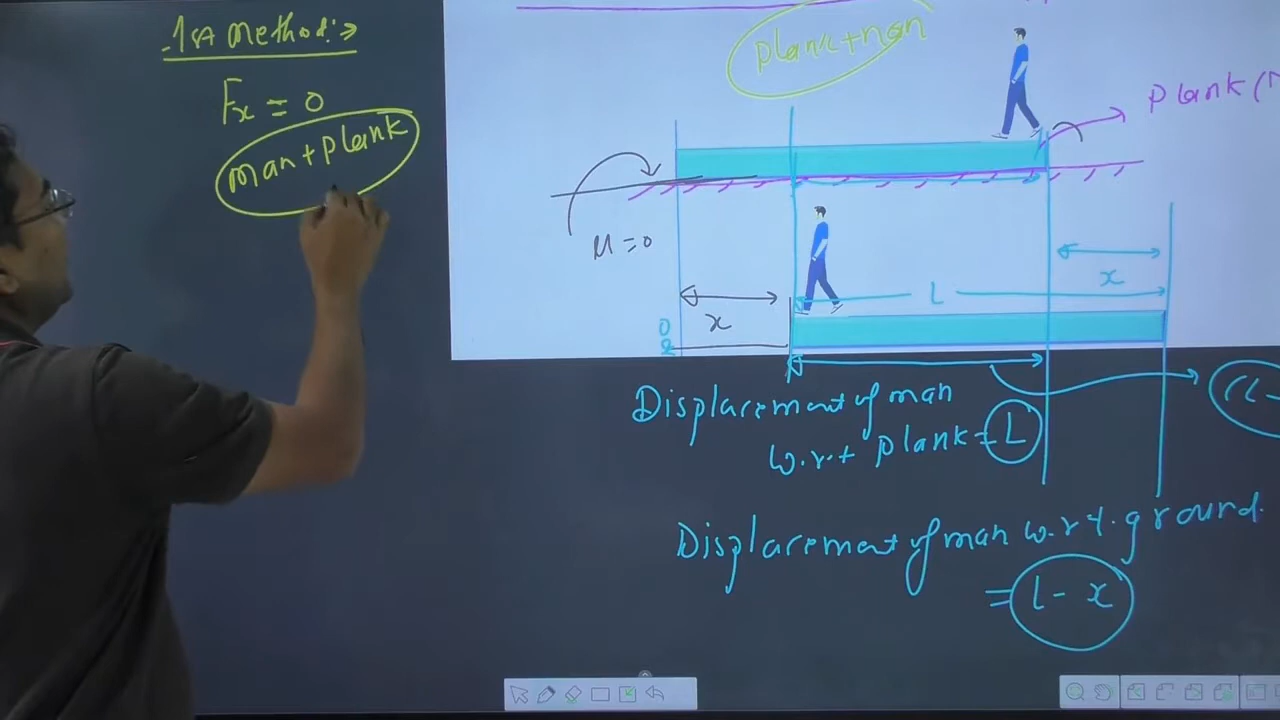 1st Method:→
Fx = 0
man + plank
plank + man
plank (M
μ = 0
x
L
x
Displacement of man
w.r.t plank = L
(L-
Displacement of man w.r.t. ground.
= l - x